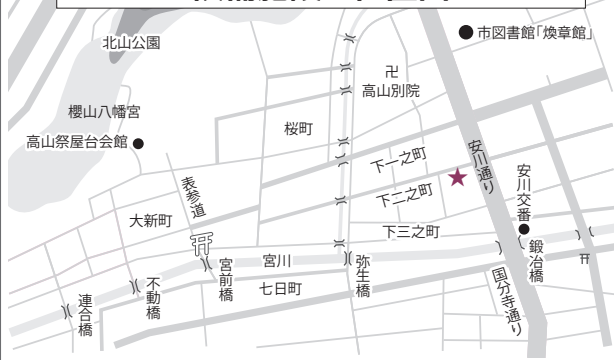 北山公園
市図書館「煥章館」
卍
高山別院
櫻山八幡宮
高山祭屋台会館
桜町
下一之町
安川通り
表参道
下二之町
安川交番
大新町
下三之町
鍛冶橋
宮川
宮前橋
弥生橋
不動橋
七日町
国分寺通り
連合橋